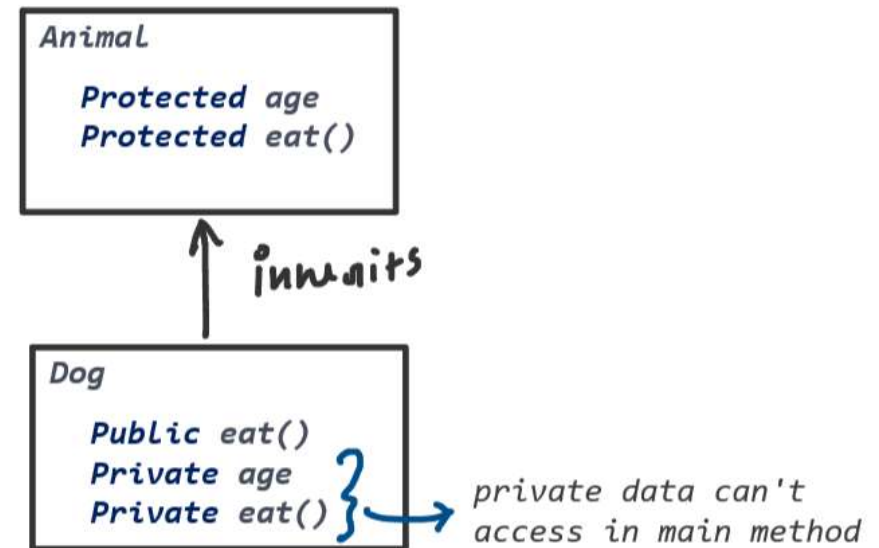 Animal
Protected age
Protected eat()
inherits
Dog
Public eat()
Private age
Private eat()
private data can't
access in main method